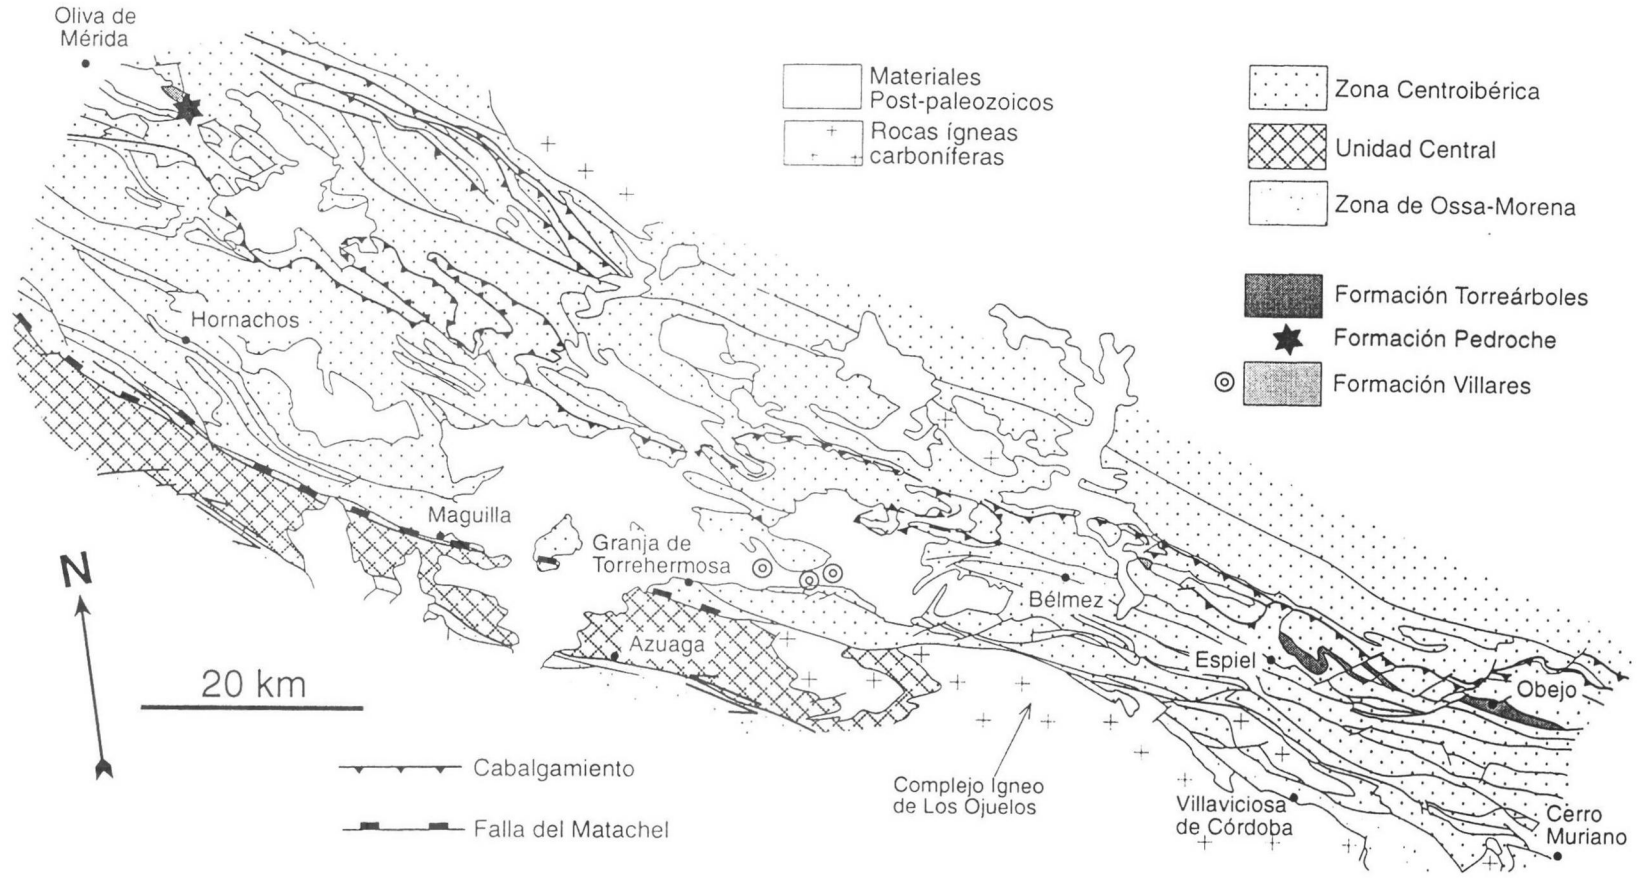 Oliva de
Mérida
Materiales
Post-paleozoicos
Rocas ígneas
carboníferas
Zona Centroibérica
Unidad Central
Zona de Ossa-Morena
Formación Torreárboles
Formación Pedroche
Formación Villares
Hornachos
Maguilla
Granja de
Torrehermosa
Azuaga
Bélmez
Espiel
Obejo
N
20 km
Cabalgamiento
Falla del Matachel
Complejo Igneo
de Los Ojuelos
Villaviciosa
de Córdoba
Cerro
Muriano